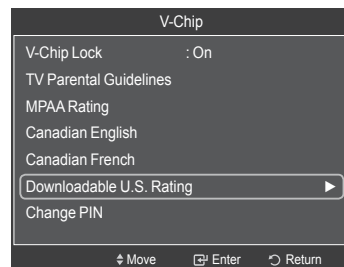 V-Chip
V-Chip Lock : On
TV Parental Guidelines
MPAA Rating
Canadian English
Canadian French
Downloadable U.S. Rating
Change PIN
Move Enter Return